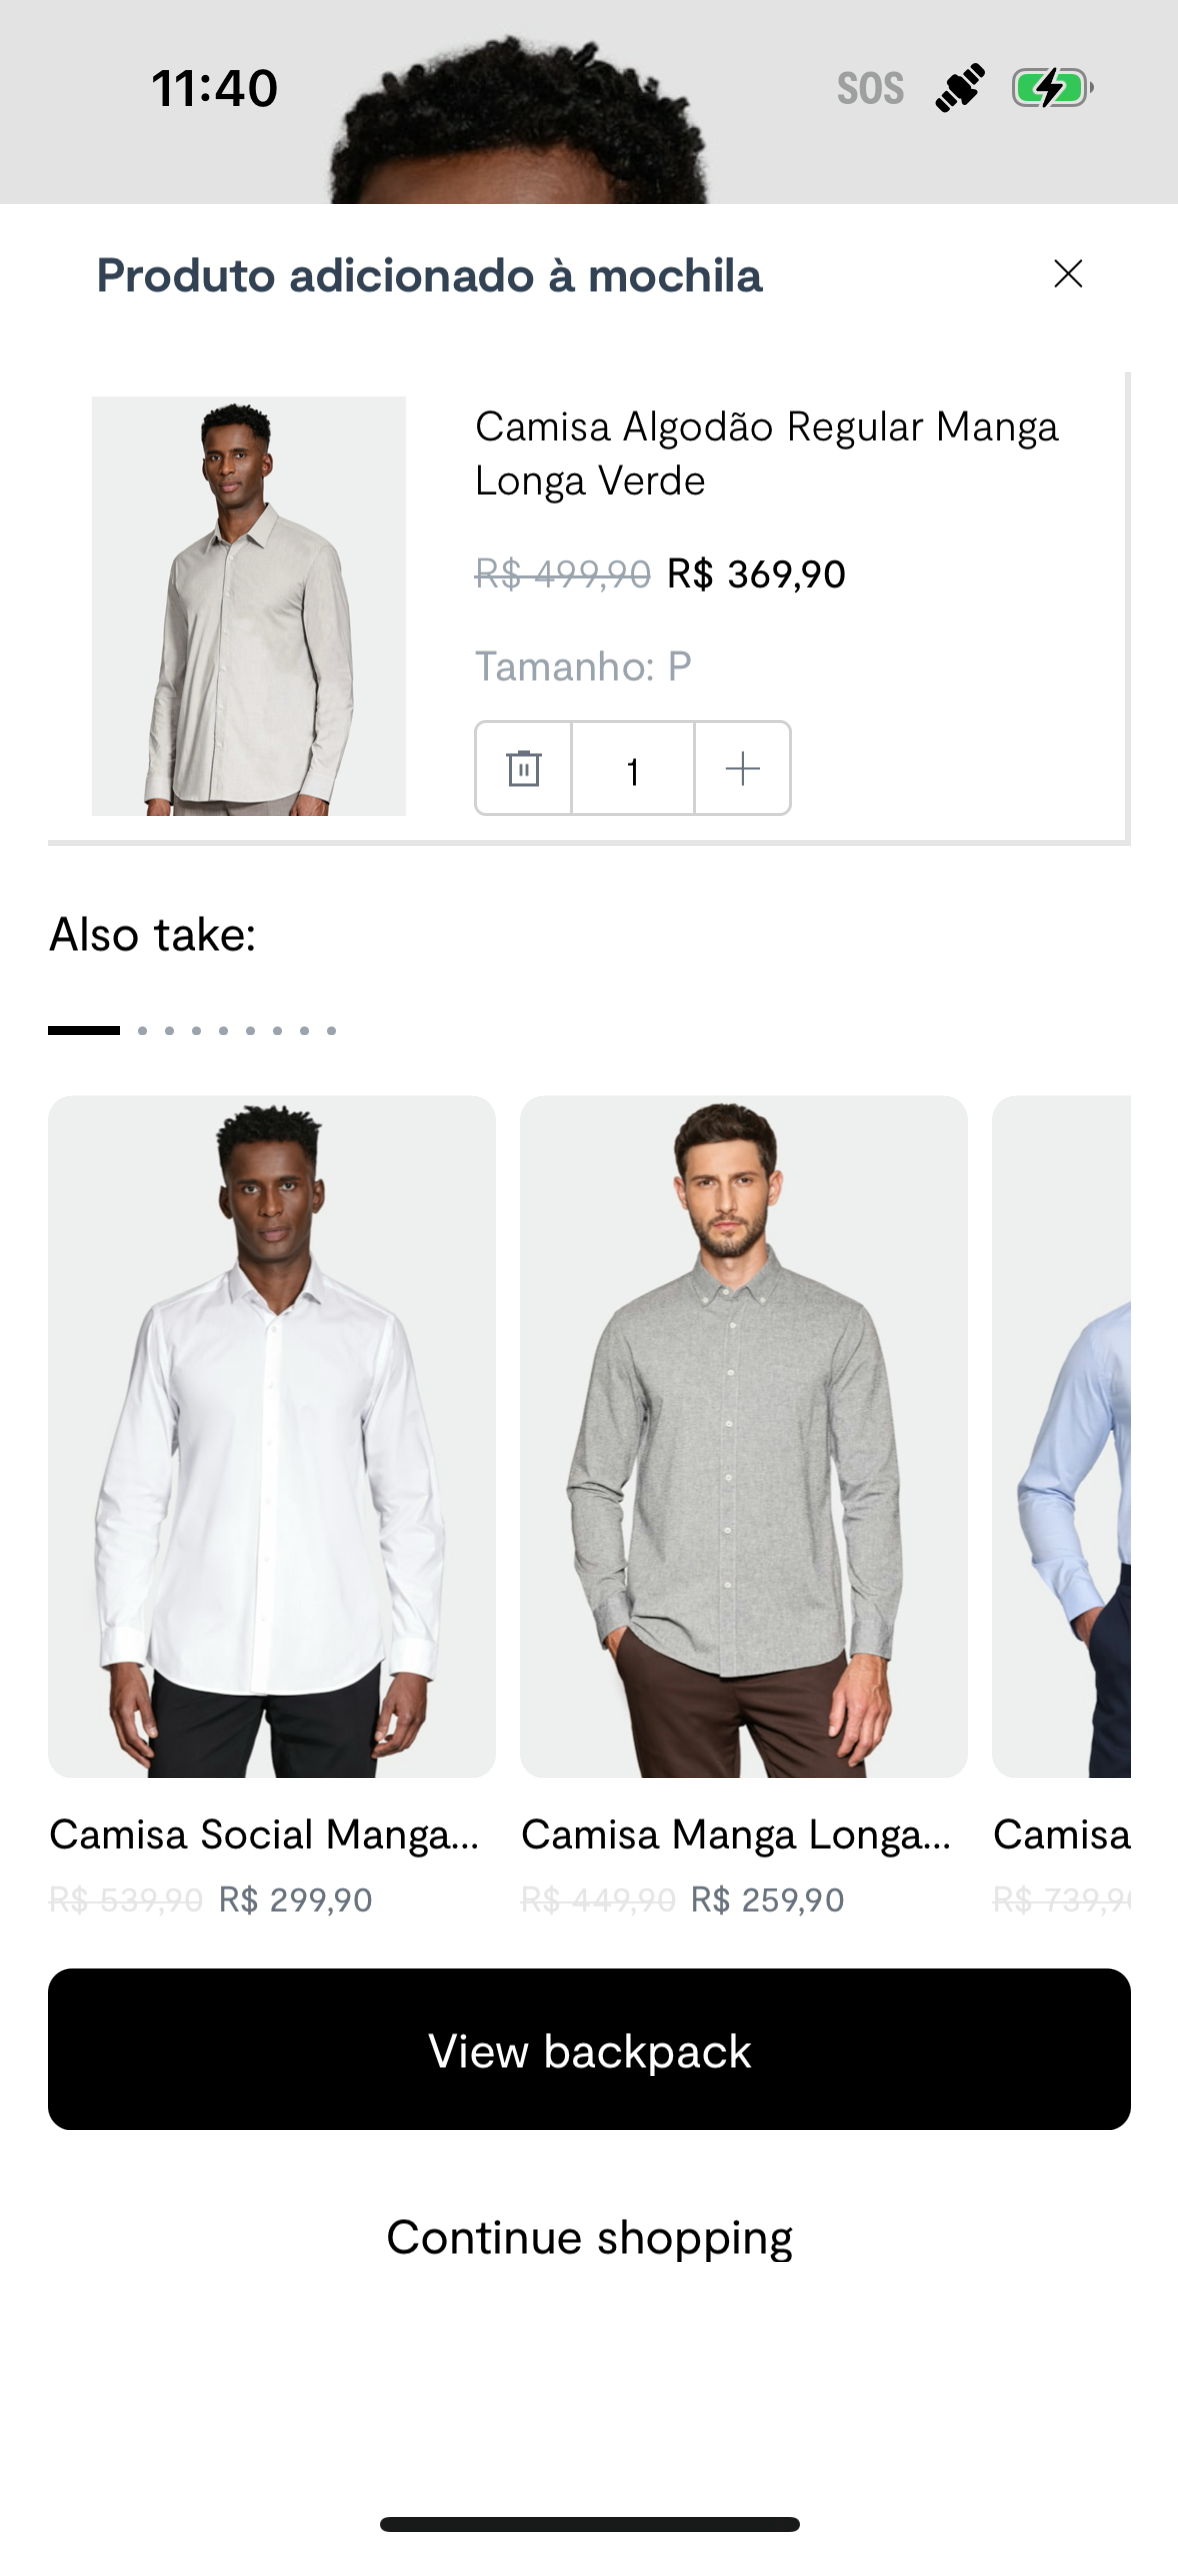 11:40
SOS
Produto adicionado à mochila
Camisa Algodão Regular Manga
Longa Verde
R$ 499,90 R$ 369,90
Tamanho: P
1
Also take:
Camisa Social Manga...
Camisa Manga Longa...
Camisa
R$ 539,90 R$ 299,90
R$ 449,90 R$ 259,90
R$ 739,9
View backpack
Continue shopping